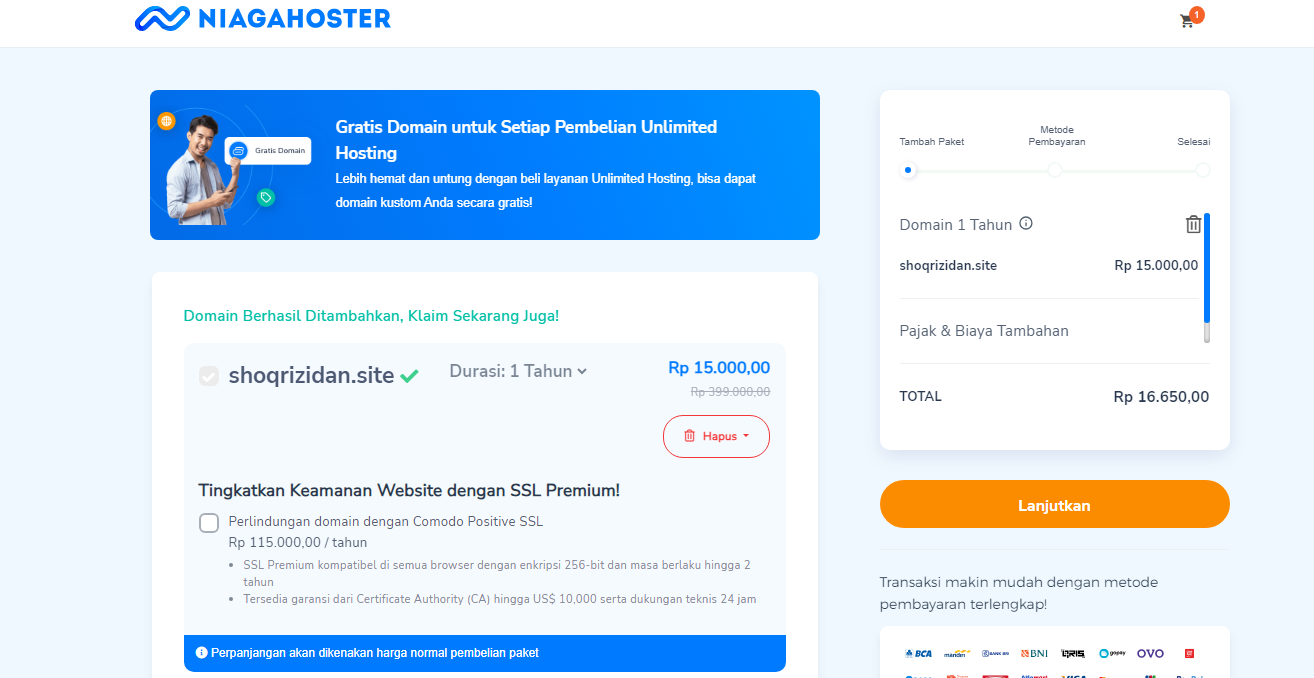 NIAGAHOSTER
1
Gratis Domain
Gratis Domain untuk Setiap Pembelian Unlimited
Hosting
Lebih hemat dan untung dengan beli layanan Unlimited Hosting, bisa dapat
domain kustom Anda secara gratis!
Domain Berhasil Ditambahkan, Klaim Sekarang Juga!
shoqrizidan.site
Durasi: 1 Tahun
Rp 15.000,00
Rp 399.000,00
Hapus
Tingkatkan Keamanan Website dengan SSL Premium!
Perlindungan domain dengan Comodo Positive SSL
Rp 115.000,00 / tahun
• SSL Premium kompatibel di semua browser dengan enkripsi 256-bit dan masa berlaku hingga 2
tahun
• Tersedia garansi dari Certificate Authority (CA) hingga US$ 10,000 serta dukungan teknis 24 jam
Perpanjangan akan dikenakan harga normal pembelian paket
Tambah Paket
Metode
Pembayaran
Selesai
Domain 1 Tahun
shoqrizidan.site Rp 15.000,00
Pajak & Biaya Tambahan
TOTAL Rp 16.650,00
Lanjutkan
Transaksi makin mudah dengan metode
pembayaran terlengkap!
BCA mandiri BANK BRI BNI QRIS gopay OVO